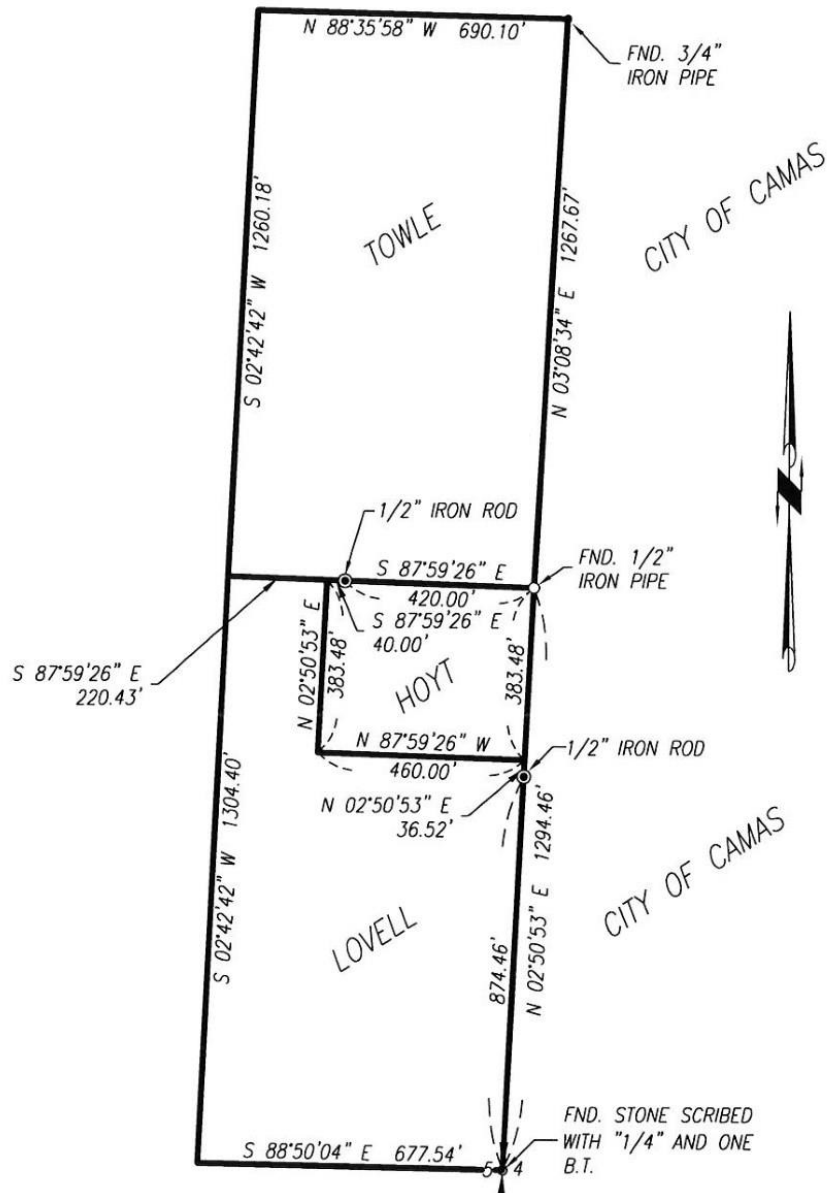 N 88°35'58" W 690.10'
FND. 3/4"
IRON PIPE
CITY OF CAMAS
TOWLE
S 02°42'42" W 1260.18'
N 03°08'34" E 1267.67'
1/2" IRON ROD
S 87°59'26" E
420.00'
FND. 1/2"
IRON PIPE
S 87°59'26" E
40.00'
S 87°59'26" E
220.43'
N 02°50'53" E
383.48'
HOYT
383.48'
N 87°59'26" W
460.00'
1/2" IRON ROD
N 02°50'53" E
36.52'
S 02°42'42" W 1304.40'
LOVELL
874.46'
N 02°50'53" E 1294.46'
CITY OF CAMAS
FND. STONE SCRIBED
WITH "1/4" AND ONE
B.T.
S 88°50'04" E 677.54'
5 4
N